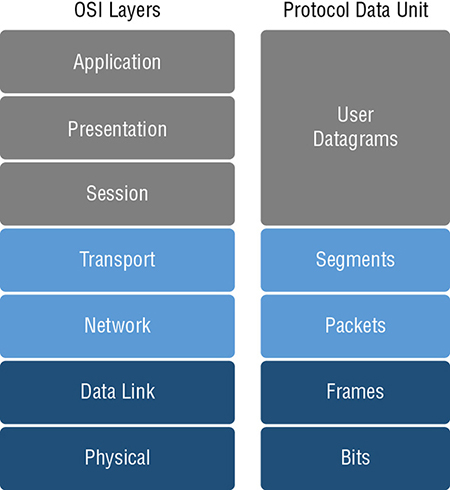 OSI Layers
Protocol Data Unit
Application
Presentation
Session
User
Datagrams
Transport
Segments
Network
Packets
Data Link
Frames
Physical
Bits